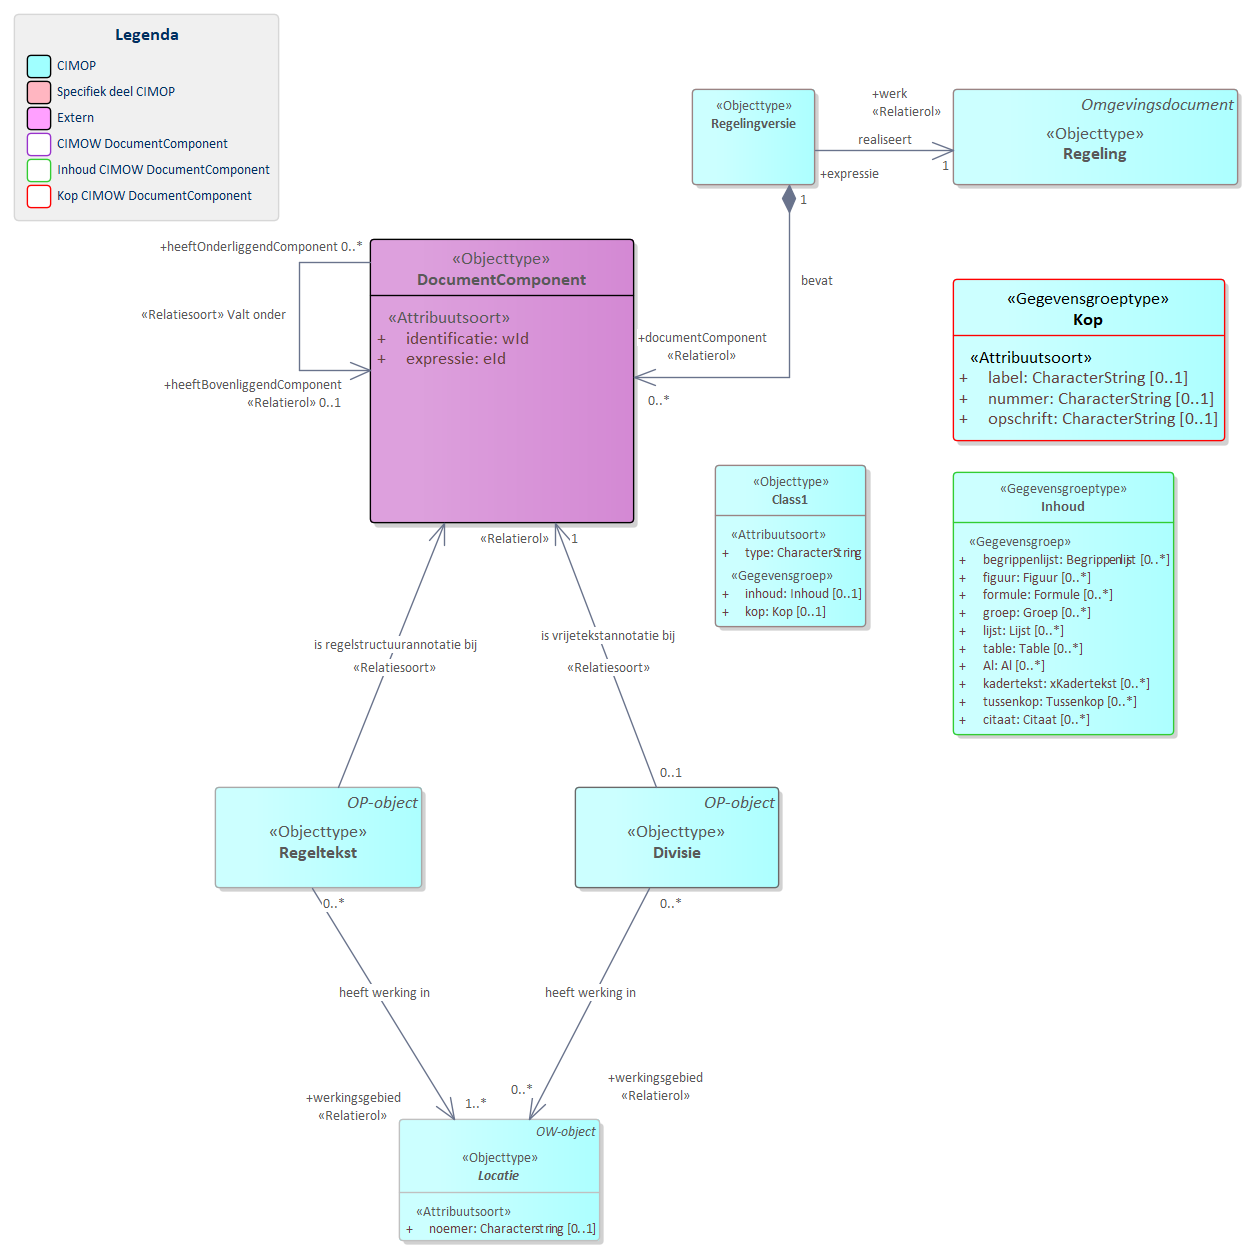 Legenda
CIMOP
Specifiek deel CIMOP
Extern
CIMOW DocumentComponent
Inhoud CIMOW DocumentComponent
Kop CIMOW DocumentComponent
«Objecttype»
Regelingversie
+werk
«Relatierol»
realiseert
1
+expressie
Omgevingsdocument
«Objecttype»
Regeling
1
bevat
+documentComponent
«Relatierol»
0..*
+heeftOnderliggendComponent 0..*
«Relatiesoort» Valt onder
+heeftBovenliggendComponent
«Relatierol» 0..1
«Objecttype»
DocumentComponent
«Attribuutsoort»
+ identificatie: wId
+ expressie: eId
«Gegevensgroeptype»
Kop
«Attribuutsoort»
+ label: CharacterString [0..1]
+ nummer: CharacterString [0..1]
+ opschrift: CharacterString [0..1]
«Objecttype»
Class1
«Attribuutsoort»
+ type: CharacterString
«Gegevensgroep»
+ inhoud: Inhoud [0..1]
+ kop: Kop [0..1]
«Gegevensgroeptype»
Inhoud
«Gegevensgroep»
+ begrippenlijst: Begrippenlijst [0..*]
+ figuur: Figuur [0..*]
+ formule: Formule [0..*]
+ groep: Groep [0..*]
+ lijst: Lijst [0..*]
+ table: Table [0..*]
+ Al: Al [0..*]
+ kadertekst: xKadertekst [0..*]
+ tussenkop: Tussenkop [0..*]
+ citaat: Citaat [0..*]
«Relatierol» 1
is regelstructuurannotatie bij
«Relatiesoort»
is vrijetekstannotatie bij
«Relatiesoort»
0..1
OP-object
«Objecttype»
Regeltekst
OP-object
«Objecttype»
Divisie
0..*
0..*
heeft werking in
heeft werking in
+werkingsgebied
«Relatierol»
1..*
0..*
+werkingsgebied
«Relatierol»
OW-object
«Objecttype»
Locatie
«Attribuutsoort»
+ noemer: Characterstring [0..1]